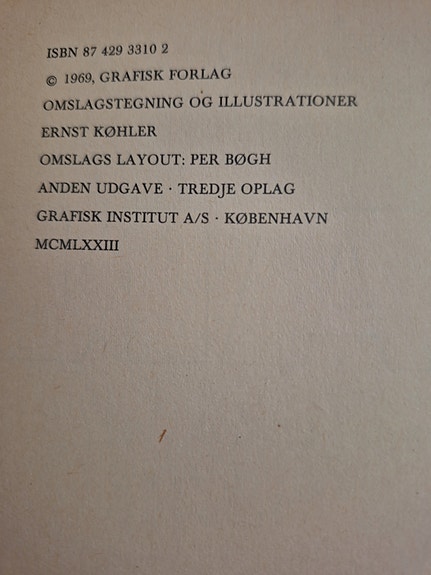 ISBN 87 429 3310 2
© 1969, GRAFISK FORLAG
OMSLAGSTEGNING OG ILLUSTRATIONER
ERNST KØHLER
OMSLAGS LAYOUT: PER BØGH
ANDEN UDGAVE · TREDJE OPLAG
GRAFISK INSTITUT A/S · KØBENHAVN
MCMLXXIII